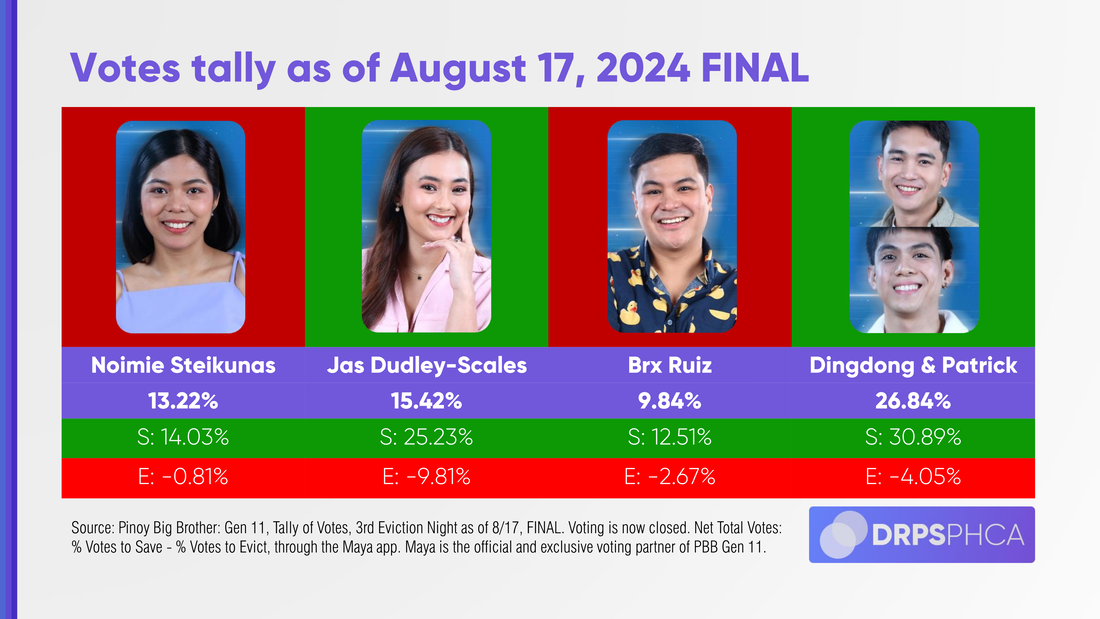 Votes tally as of August 17, 2024 FINAL
Noimie Steikunas
Jas Dudley-Scales
Brx Ruiz
Dingdong & Patrick
13.22%
15.42%
9.84%
26.84%
S: 14.03%
S: 25.23%
S: 12.51%
S: 30.89%
E: -0.81%
E: -9.81%
E: -2.67%
E: -4.05%
Source: Pinoy Big Brother: Gen 11, Tally of Votes, 3rd Eviction Night as of 8/17, FINAL. Voting is now closed. Net Total Votes:
% Votes to Save - % Votes to Evict, through the Maya app. Maya is the official and exclusive voting partner of PBB Gen 11.
DRPSPHCA